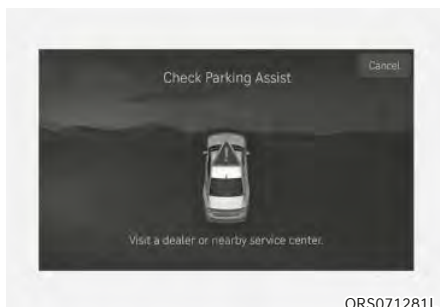 Cancel
Check Parking Assist
Visit a dealer or nearby service center.
ORS071281L